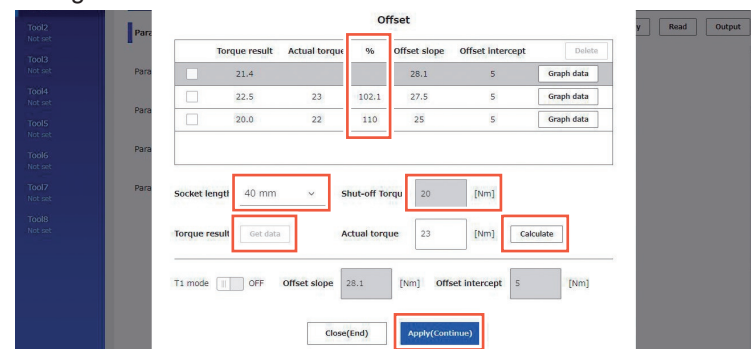 Offset
Tool2
Not set
Para
y
Read
Output
Torque result
Actual torque
%
Offset slope
Offset intercept
Delete
Tool3
Not set
Para
21.4
28.1
5
Graph data
Tool4
Not set
22.5
23
102.1
27.5
5
Graph data
Para
Tool5
Not set
20.0
22
110
25
5
Graph data
Tool6
Not set
Para
Tool7
Not set
Para
Socket lengt
40 mm
Shut-off Torqu
20
[Nm]
Tool8
Not set
Torque result
Get data
Actual torque
23
[Nm]
Calculate
T1 mode
OFF
Offset slope
28.1
[Nm]
Offset intercept
5
[Nm]
Close(End)
Apply(Continue)